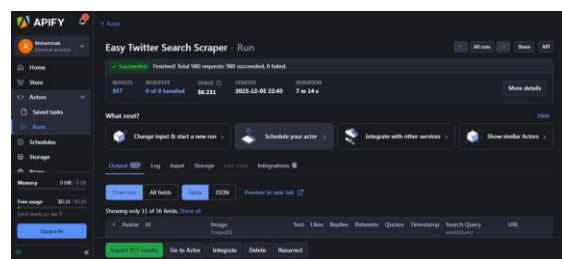 APIFY
< Actor
Mohammad
Personal account
Easy Twitter Search Scraper - Run
All runs
Share
API
Home
Store
Actors
Saved tasks
Runs
Schedules
Storage
Succeeded Finished! Total 980 requests: 980 succeeded, 0 failed.
RESULTS REQUESTS USAGE STARTED DURATION
957 0 of 0 handled $0.231 2023-12-05 22:43 7 m 14 s
More details
What next?
Hide
Change input & start a new run >
Schedule your actor >
Integrate with other services >
Show similar Actors >
Output Log Input Storage Live view Integrations 0
Overview All fields Table JSON Preview in new tab
Showing only 11 of 36 fields. Show all
# Avatar Id Image Text Likes Replies Retweets Quotes Timestamp Search Query URL
images[0] searchQuery
Memory
Free usage
Upgrade
Export 957 results Go to Actor Integrate Delete Resurrect